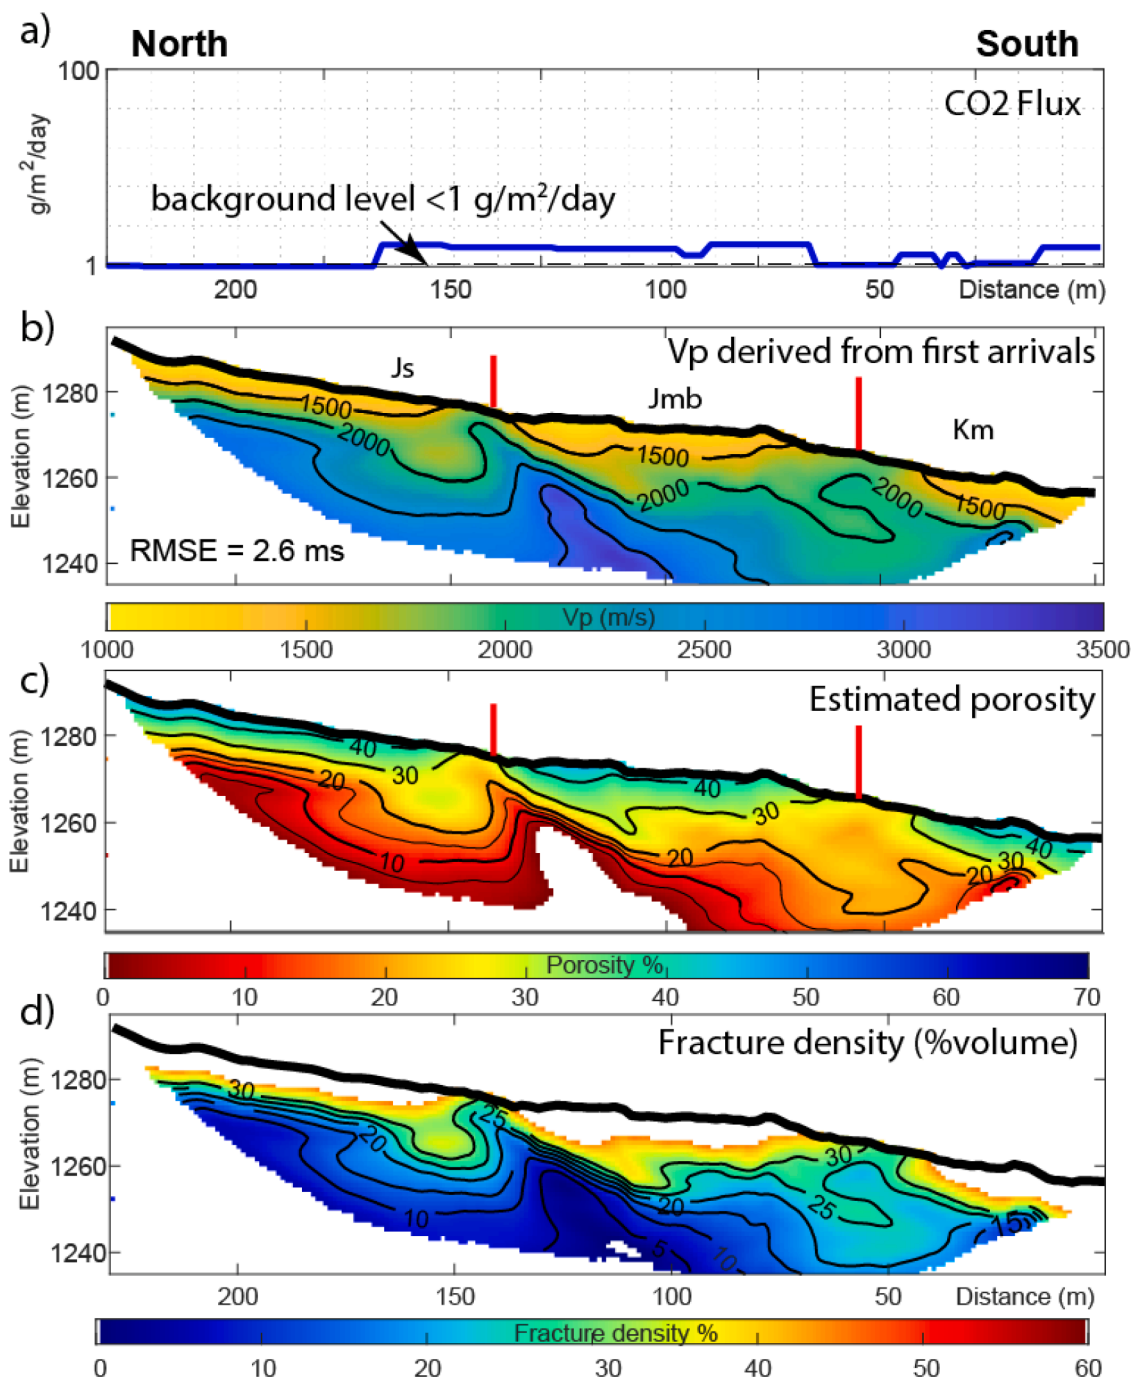 a)
North
South
100
CO2 Flux
g/m²/day
background level <1 g/m²/day
1
200
150
100
50
Distance (m)
b)
Vp derived from first arrivals
Js
Jmb
Km
1280
1260
1240
Elevation (m)
1500
2000
1500
2000
2000
1500
RMSE = 2.6 ms
Vp (m/s)
1000
1500
2000
2500
3000
3500
c)
Estimated porosity
1280
1260
1240
Elevation (m)
40
30
20
10
40
30
20
40
30
20
Porosity %
0
10
20
30
40
50
60
70
d)
Fracture density (%volume)
1280
1260
1240
Elevation (m)
30
25
20
10
30
25
20
15
5
10
200
150
100
50
Distance (m)
Fracture density %
0
10
20
30
40
50
60